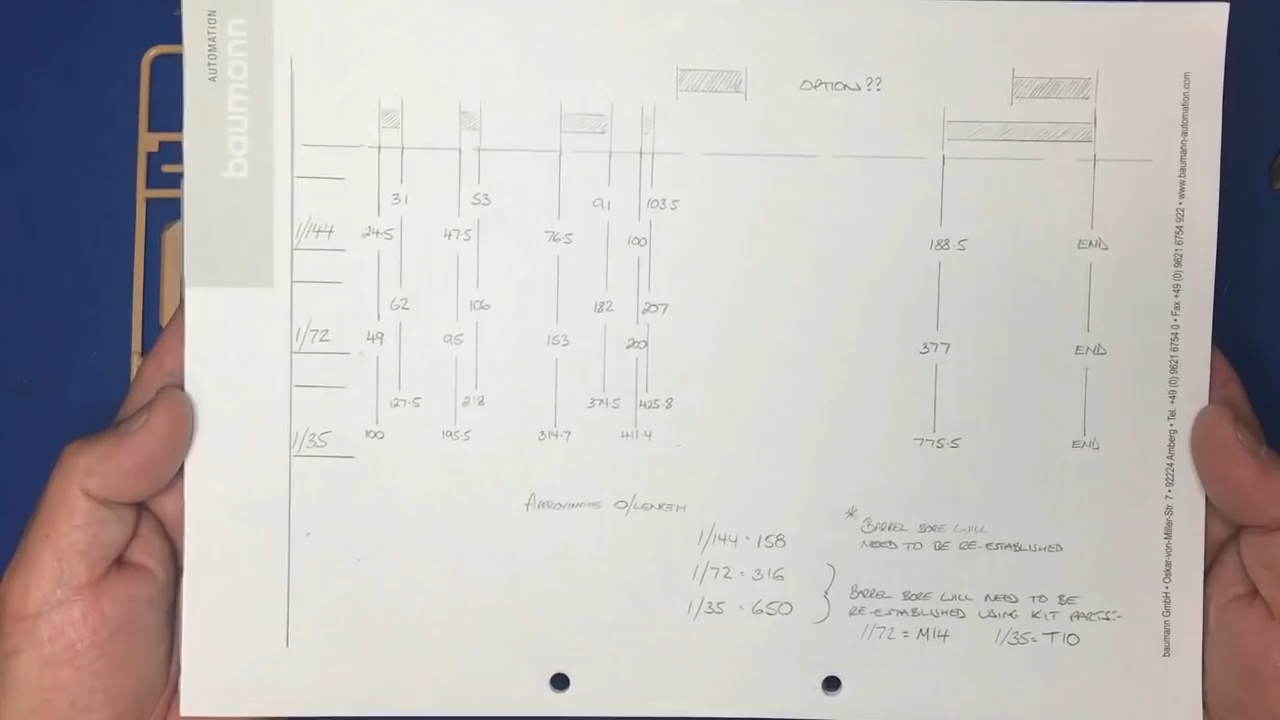 AUTOMATION
baumann
OPTION??
31 53 91 103.5
1/144 24.5 47.5 76.5 100 188.5 END
62 106 182 207
1/72 49 95 153 200 377 END
127.5 218 374.5 425.8
1/35 100 195.5 314.7 411.4 775.5 END
APPROXIMATE O/LENGTH
1/144 = 158
1/72 = 316
1/35 = 650
* BARREL BORE WILL
NEED TO BE RE-ESTABLISHED
BARREL BORE WILL NEED TO BE
RE-ESTABLISHED USING KIT PARTS:-
1/72 = M14 1/35 = T10
baumann GmbH • Oskar-von-Miller-Str. 7 • 92224 Amberg • Tel. +49 (0) 9621 6754 0 • Fax +49 (0) 9621 6754 922 • www.baumann-automation.com